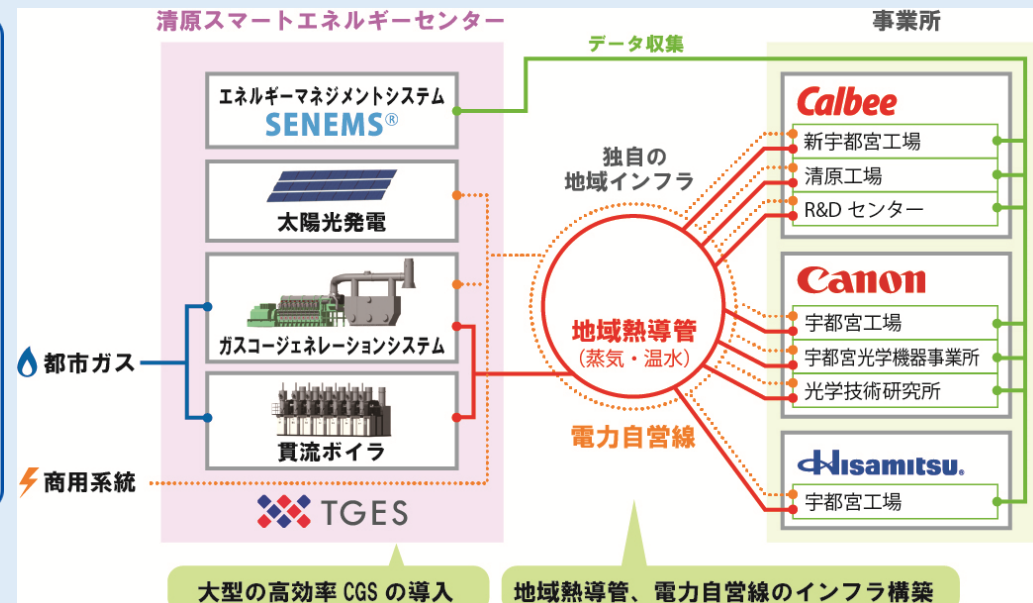 清原スマートエネルギーセンター
事業所
データ収集
エネルギーマネジメントシステム
SENEMS®
太陽光発電
ガスコージェネレーションシステム
貫流ボイラ
都市ガス
商用系統
TGES
独自の
地域インフラ
地域熱導管
(蒸気・温水)
電力自営線
Calbee
新宇都宮工場
清原工場
R&D センター
Canon
宇都宮工場
宇都宮光学機器事業所
光学技術研究所
Hisamitsu.
宇都宮工場
大型の高効率 CGS の導入
地域熱導管、電力自営線のインフラ構築